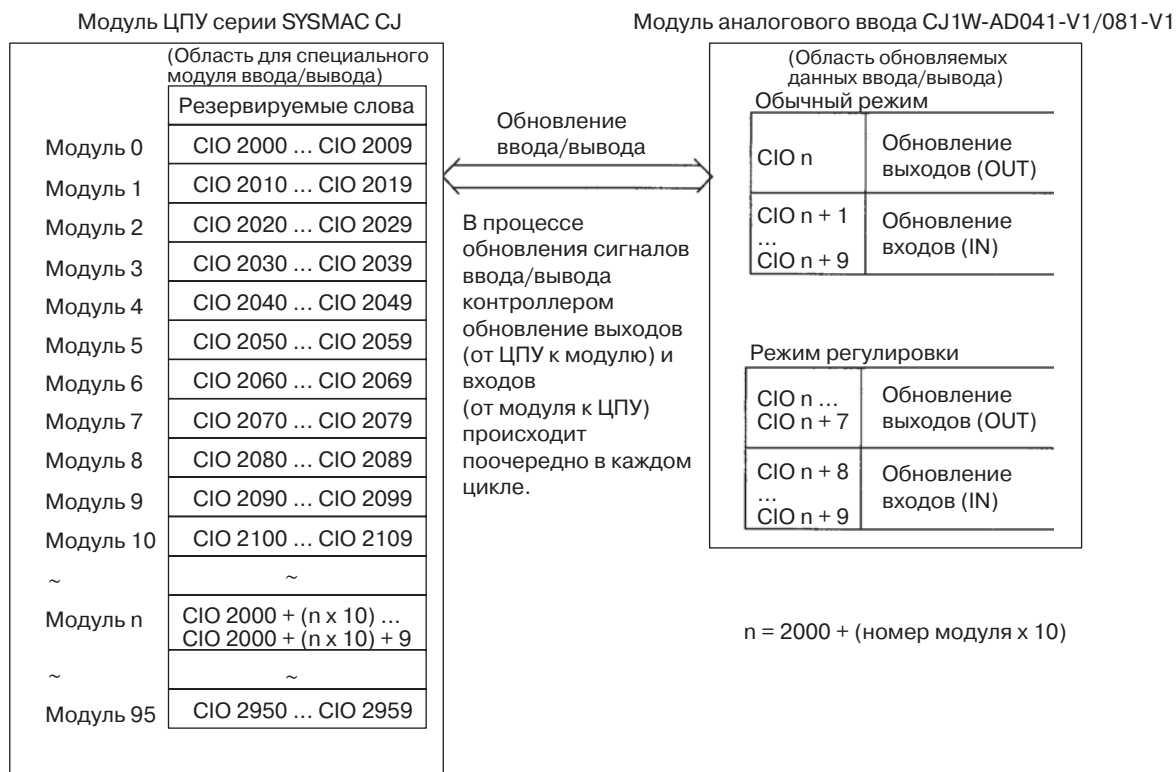 Модуль ЦПУ серии SYSMAC CJ
(Область для специального
модуля ввода/вывода)
Резервируемые слова
Модуль 0 CIO 2000 ... CIO 2009
Модуль 1 CIO 2010 ... CIO 2019
Модуль 2 CIO 2020 ... CIO 2029
Модуль 3 CIO 2030 ... CIO 2039
Модуль 4 CIO 2040 ... CIO 2049
Модуль 5 CIO 2050 ... CIO 2059
Модуль 6 CIO 2060 ... CIO 2069
Модуль 7 CIO 2070 ... CIO 2079
Модуль 8 CIO 2080 ... CIO 2089
Модуль 9 CIO 2090 ... CIO 2099
Модуль 10 CIO 2100 ... CIO 2109
~ ~
Модуль n CIO 2000 + (n x 10) ...
CIO 2000 + (n x 10) + 9
~ ~
Модуль 95 CIO 2950 ... CIO 2959
Обновление
ввода/вывода
В процессе
обновления сигналов
ввода/вывода
контроллером
обновление выходов
(от ЦПУ к модулю) и
входов
(от модуля к ЦПУ)
происходит
поочередно в каждом
цикле.
Модуль аналогового ввода CJ1W-AD041-V1/081-V1
(Область обновляемых
данных ввода/вывода)
Обычный режим
CIO n
Обновление
выходов (OUT)
CIO n + 1
...
CIO n + 9
Обновление
входов (IN)
Режим регулировки
CIO n ...
CIO n + 7
Обновление
выходов (OUT)
CIO n + 8
...
CIO n + 9
Обновление
входов (IN)
n = 2000 + (номер модуля x 10)